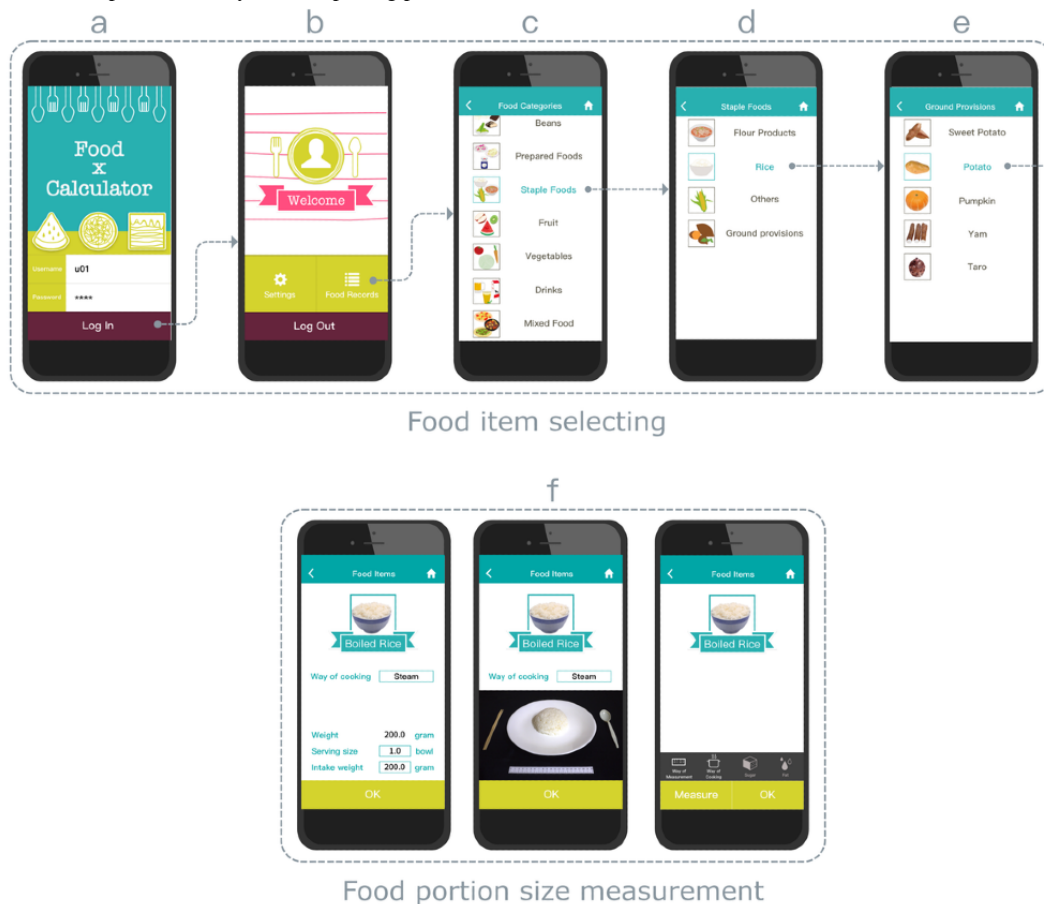 a
b
c
d
e
Food
x
Calculator
Username u01
Password ****
Log In
Welcome
Settings
Food Records
Log Out
Food Categories
Beans
Prepared Foods
Staple Foods
Fruit
Vegetables
Drinks
Mixed Food
Staple Foods
Flour Products
Rice
Others
Ground provisions
Ground Provisions
Sweet Potato
Potato
Pumpkin
Yam
Taro
Food item selecting
f
Food Items
Boiled Rice
Way of cooking Steam
Weight 200.0 gram
Serving size 1.0 bowl
Intake weight 200.0 gram
OK
Food Items
Boiled Rice
Way of cooking Steam
OK
Food Items
Boiled Rice
Way of
Measurement
Way of
Cooking
Sugar
Measure
OK
Food portion size measurement